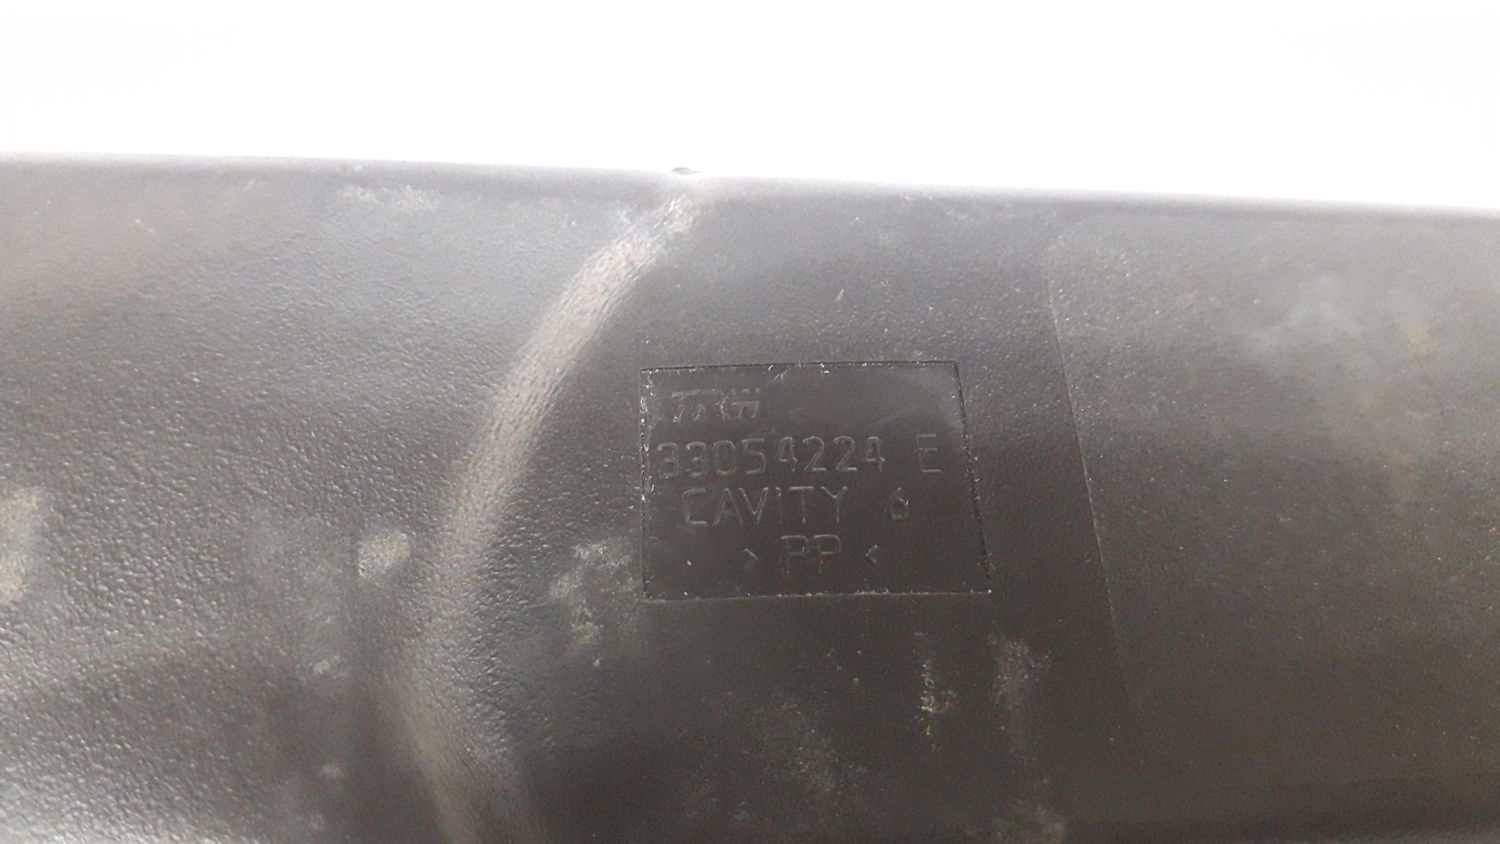 TRW
33054224 E
CAVITY 6
> PP <